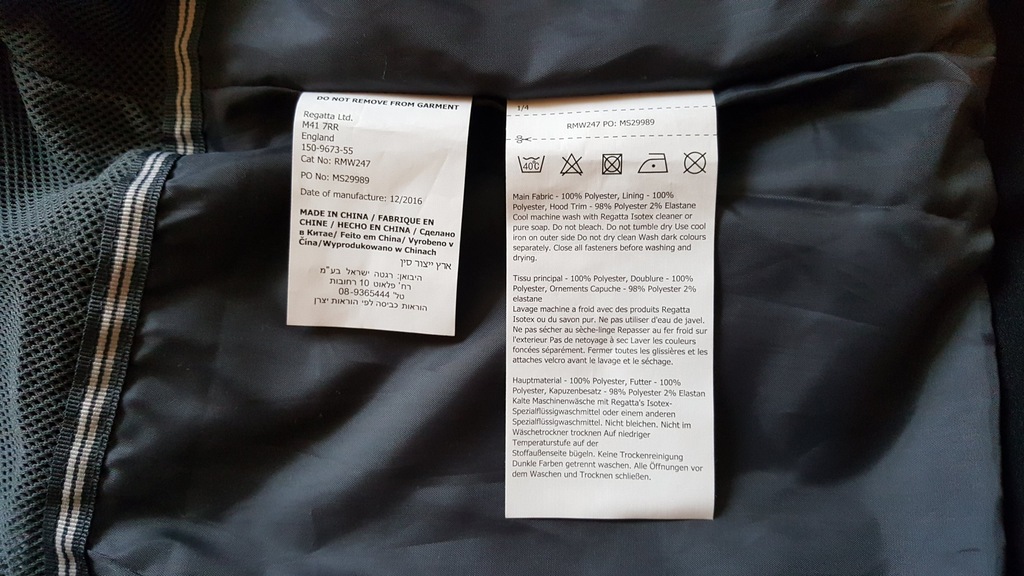 DO NOT REMOVE FROM GARMENT
Regatta Ltd.
M41 7RR
England
150-9673-55
Cat No: RMW247
PO No: MS29989
Date of manufacture: 12/2016
MADE IN CHINA / FABRIQUE EN
CHINE / HECHO EN CHINA / Сделано
в Китае/ Feito em China/ Vyrobeno v
Čina/Wyprodukowano w Chinach
ארץ ייצור סין
היבואן: רגטה ישראל בע"מ
רח' פלאוט 10 רחובות
טל' 08-9365444
הוראות כביסה לפי הוראות יצרן
1/4
RMW247 PO: MS29989
40C
Main Fabric - 100% Polyester, Lining - 100%
Polyester, Hood Trim - 98% Polyester 2% Elastane
Cool machine wash with Regatta Isotex cleaner or
pure soap. Do not bleach. Do not tumble dry Use cool
iron on outer side Do not dry clean Wash dark colours
separately. Close all fasteners before washing and
drying.
Tissu principal - 100% Polyester, Doublure - 100%
Polyester, Ornements Capuche - 98% Polyester 2%
elastane
Lavage machine a froid avec des produits Regatta
Isotex ou du savon pur. Ne pas utiliser d'eau de javel.
Ne pas sécher au sèche-linge Repasser au fer froid sur
l'exterieur Pas de netoyage à sec Laver les couleurs
foncées séparément. Fermer toutes les glissières et les
attaches velcro avant le lavage et le séchage.
Hauptmaterial - 100% Polyester, Futter - 100%
Polyester, Kapuzenbesatz - 98% Polyester 2% Elastan
Kalte Maschinenwäsche mit Regatta's Isotex-
Spezialflüssigwaschmittel oder einem anderen
Spezialflüssigwaschmittel. Nicht bleichen. Nicht im
Wäschetrockner trocknen Auf niedriger
Temperaturstufe auf der
Stoffaußenseite bügeln. Keine Trockenreinigung
Dunkle Farben getrennt waschen. Alle Öffnungen vor
dem Waschen und Trocknen schließen.